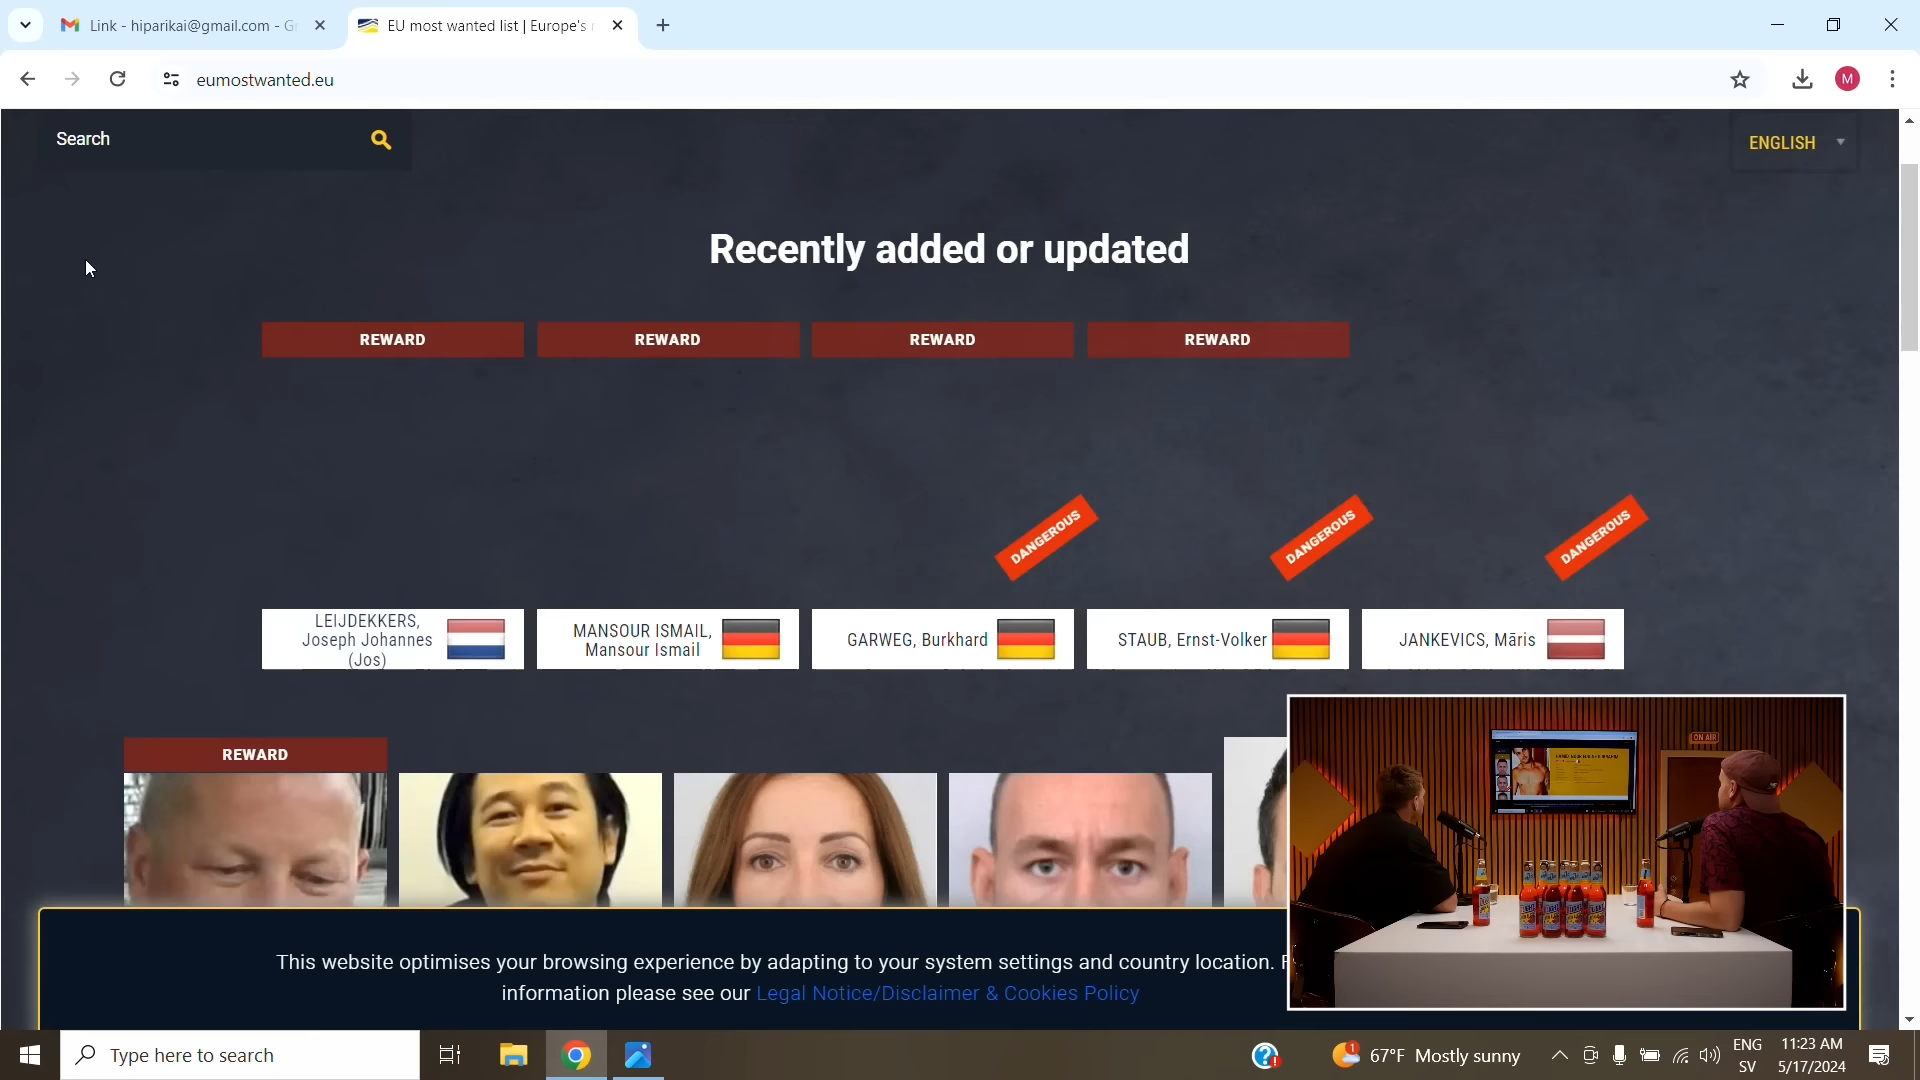 Link - hiparikai@gmail.com - G
EU most wanted list | Europe's
eumostwanted.eu
M
Search
ENGLISH
Recently added or updated
REWARD
REWARD
REWARD
REWARD
DANGEROUS
DANGEROUS
DANGEROUS
LEIJDEKKERS,
Joseph Johannes
(Jos)
MANSOUR ISMAIL,
Mansour Ismail
GARWEG, Burkhard
STAUB, Ernst-Volker
JANKEVICS, Māris
REWARD
ON AIR
This website optimises your browsing experience by adapting to your system settings and country location.
information please see our Legal Notice/Disclaimer & Cookies Policy
Type here to search
1
67°F Mostly sunny
ENG
SV
11:23 AM
5/17/2024